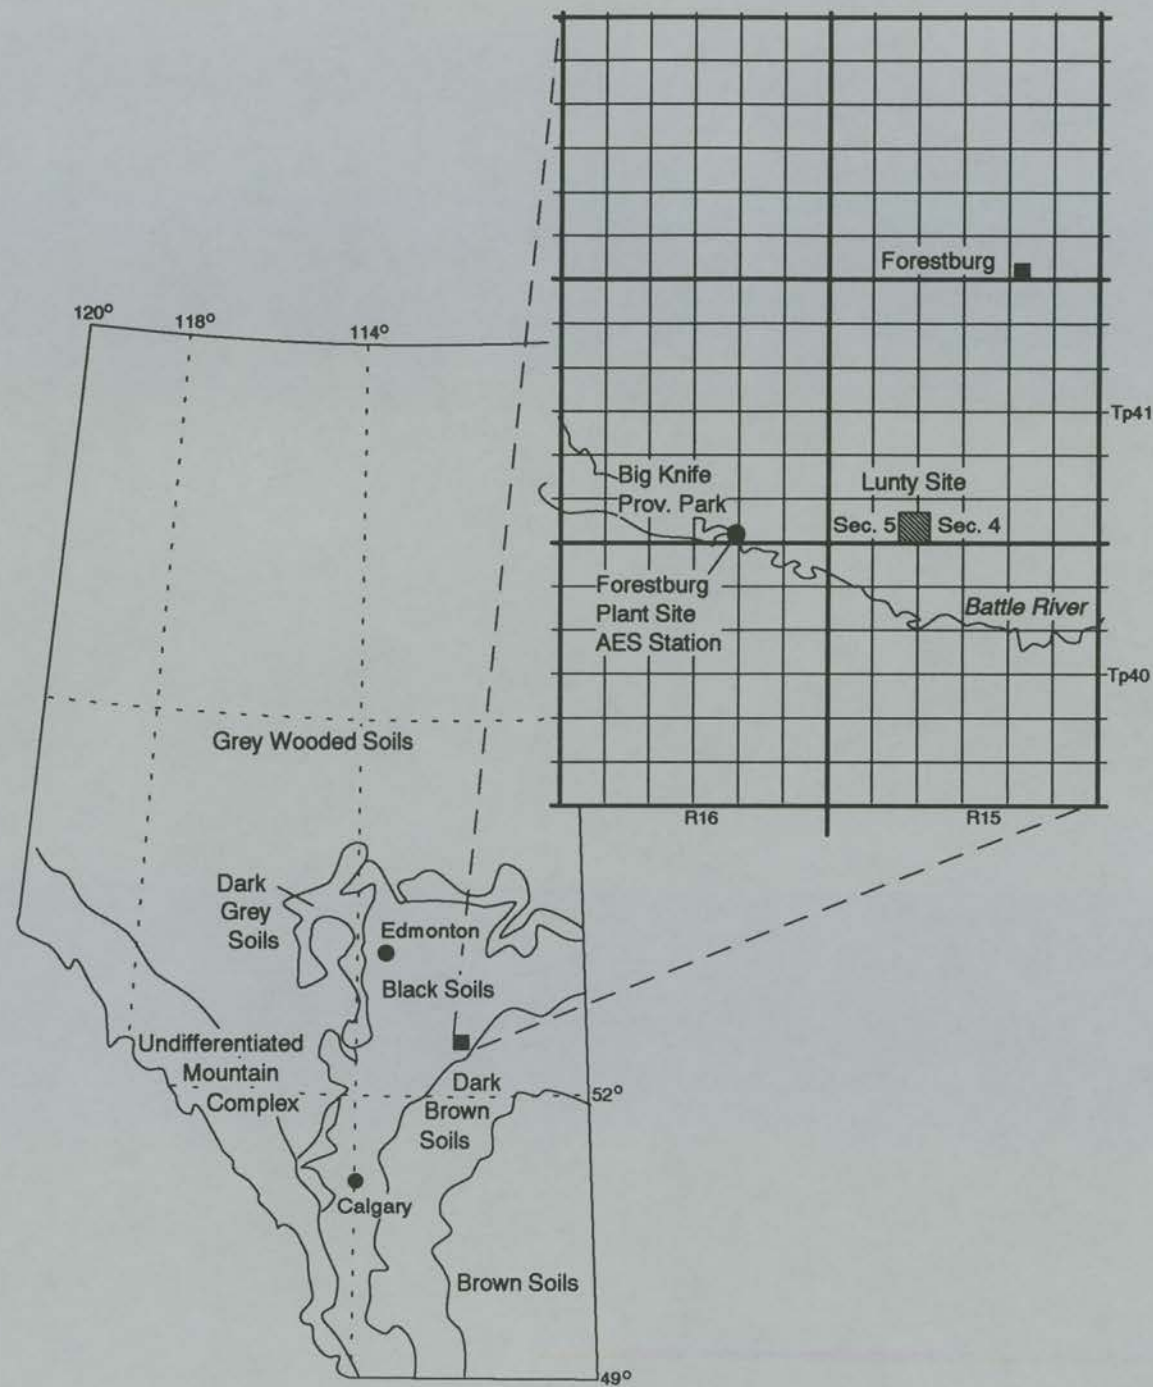 Forestburg
120°
118°
114°
Tp41
Big Knife
Prov. Park
Lunty Site
Sec. 5
Sec. 4
Forestburg
Plant Site
AES Station
Battle River
Tp40
Grey Wooded Soils
R16
R15
Dark
Grey
Soils
Edmonton
Black Soils
Undifferentiated
Mountain
Complex
Dark
Brown
Soils
52°
Calgary
Brown Soils
49°